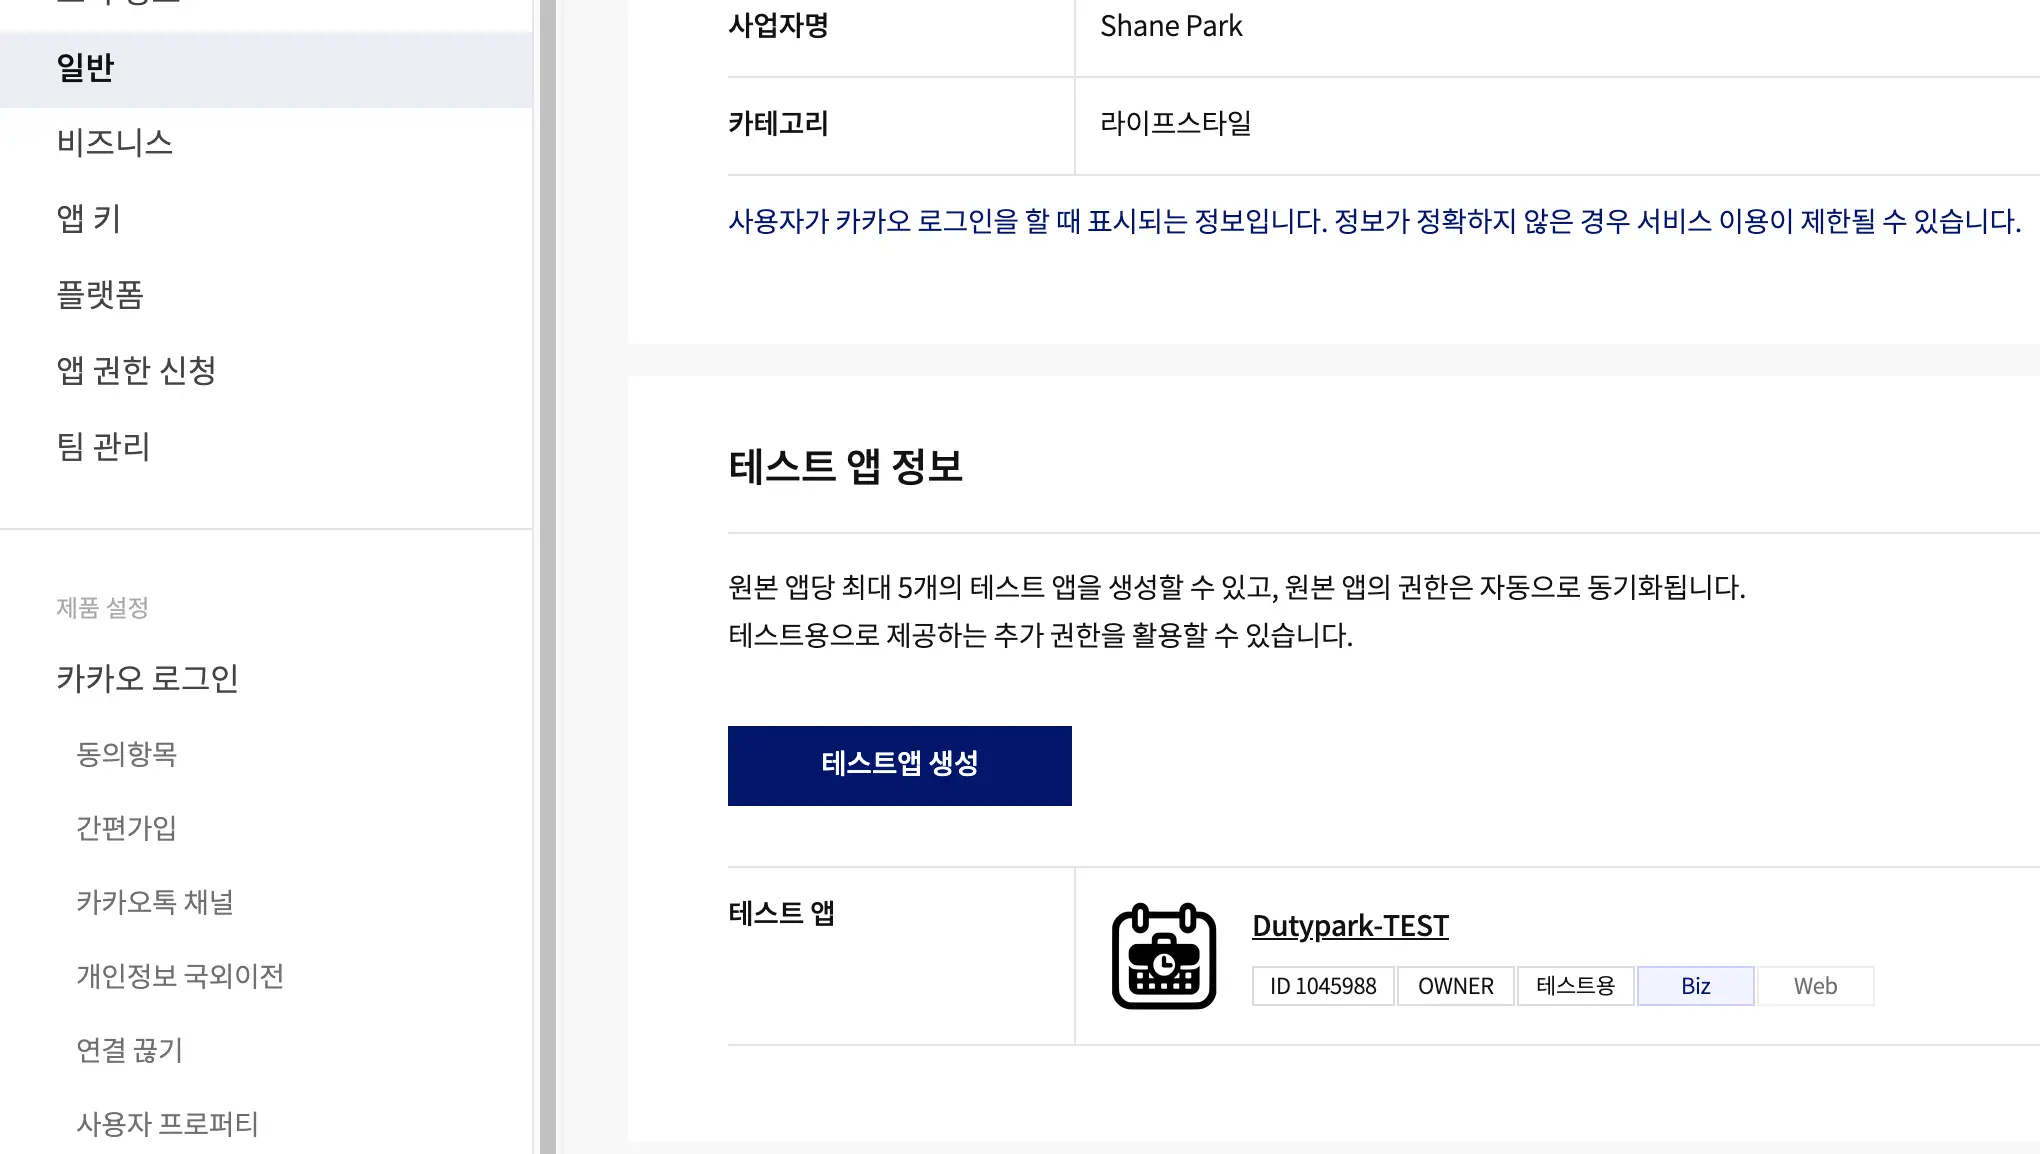 일반
비즈니스
앱 키
플랫폼
앱 권한 신청
팀 관리
제품 설정
카카오 로그인
동의항목
간편가입
카카오톡 채널
개인정보 국외이전
연결 끊기
사용자 프로퍼티
사업자명
Shane Park
카테고리
라이프스타일
사용자가 카카오 로그인을 할 때 표시되는 정보입니다. 정보가 정확하지 않은 경우 서비스 이용이 제한될 수 있습니다.
테스트 앱 정보
원본 앱당 최대 5개의 테스트 앱을 생성할 수 있고, 원본 앱의 권한은 자동으로 동기화됩니다.
테스트용으로 제공하는 추가 권한을 활용할 수 있습니다.
테스트앱 생성
테스트 앱
Dutypark-TEST
ID 1045988 OWNER 테스트용 Biz Web